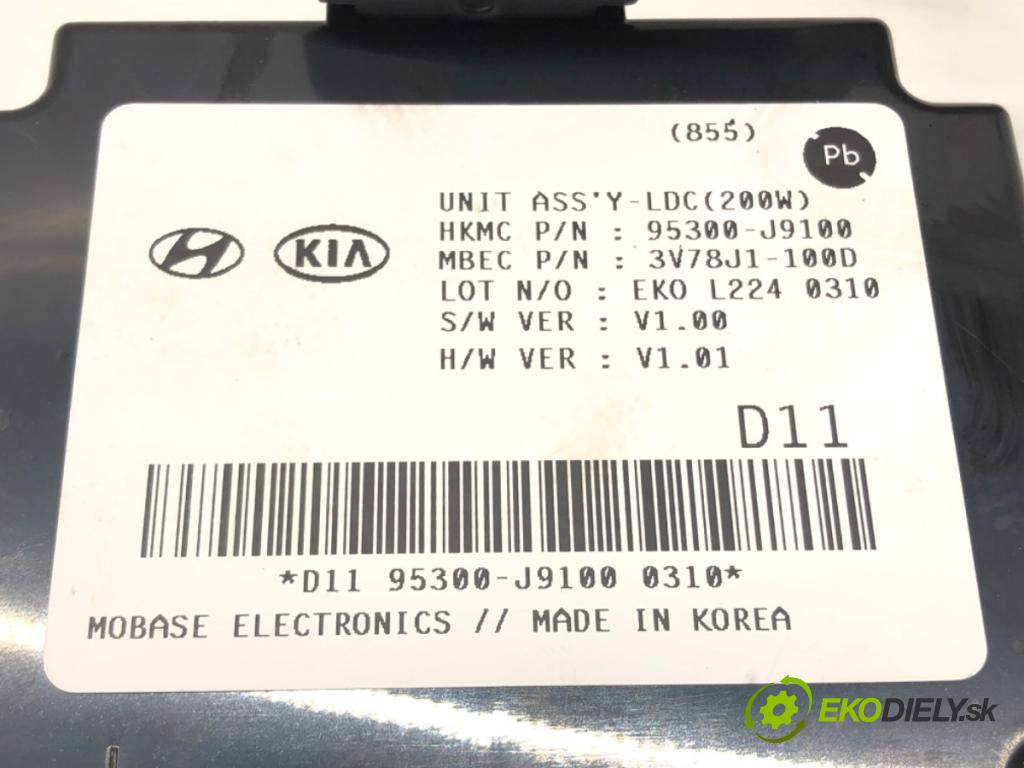 (855)
Pb
UNIT ASS'Y-LDC(200W)
HKMC P/N : 95300-J9100
KIA
MBEC P/N : 3V78J1-100D
LOT N/O : EKO L224 0310
S/W VER : V1.00
H/W VER : V1.01
D11
*D11 95300-J9100 0310*
MOBASE ELECTRONICS // MADE IN KOREA
EKODIELY.sk